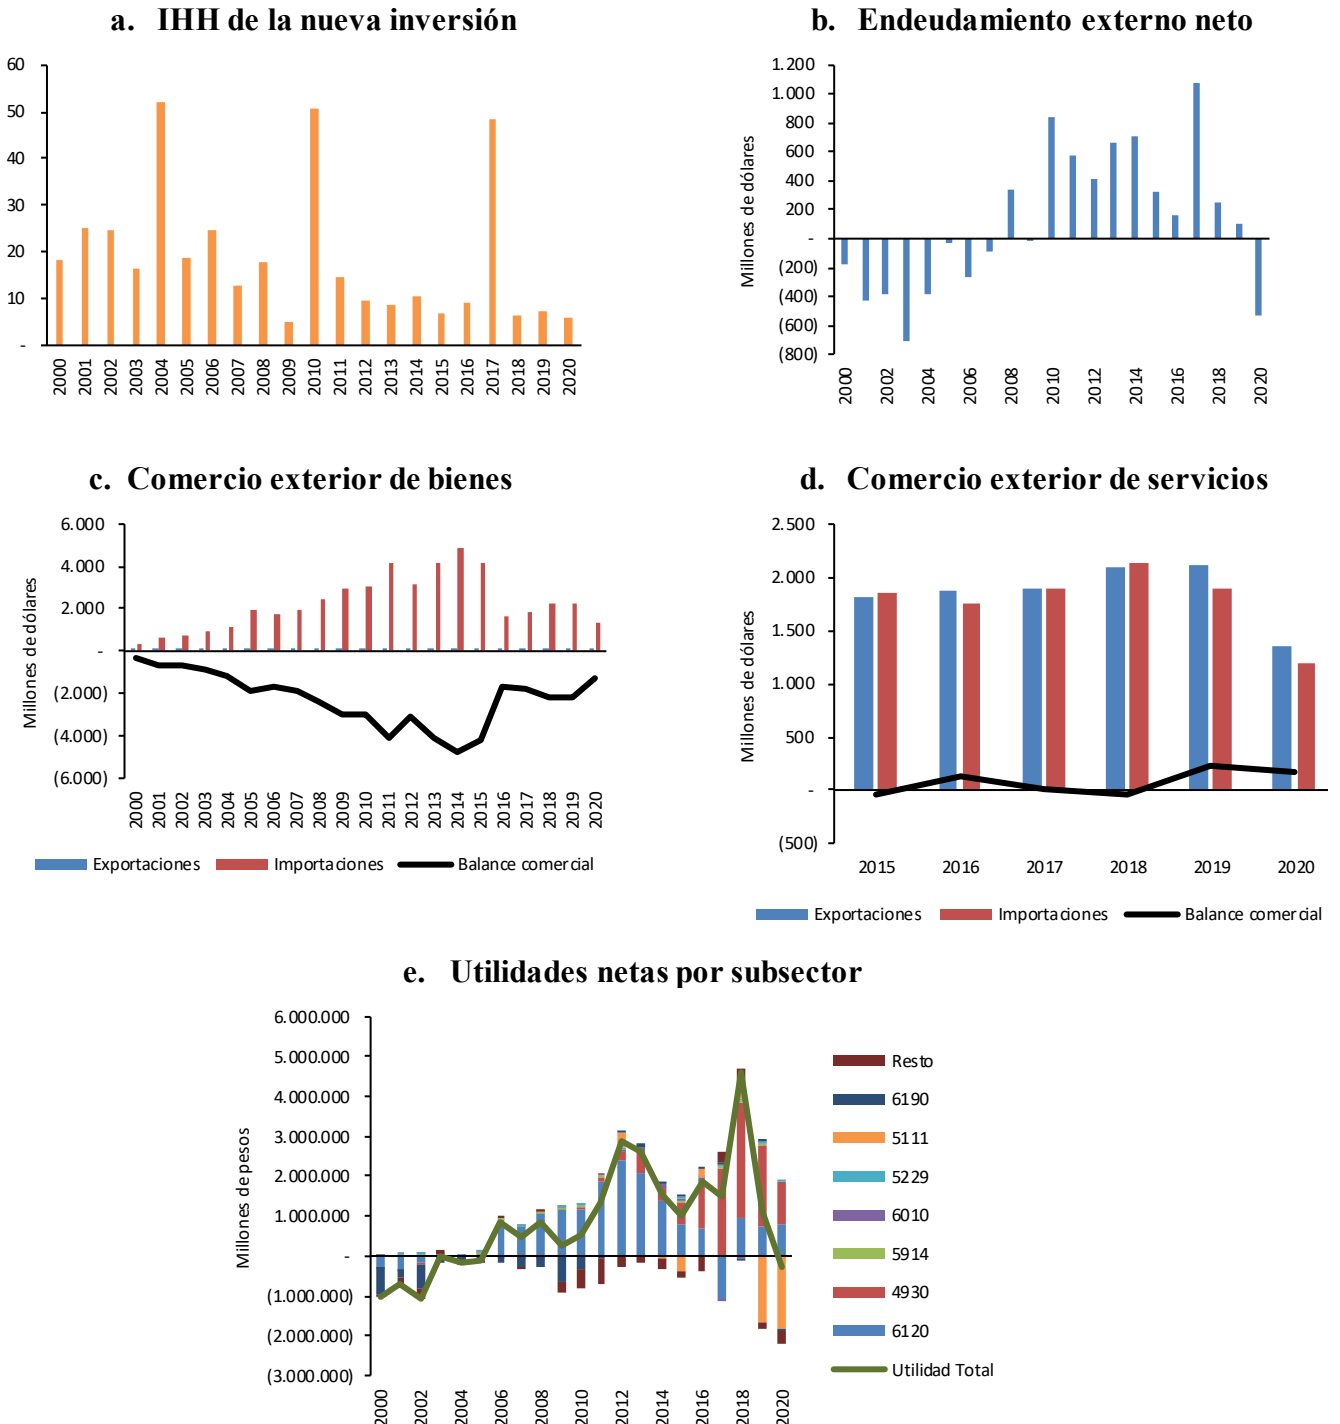 a. IHH de la nueva inversión
60
50
40
30
20
10
-
2000 2001 2002 2003 2004 2005 2006 2007 2008 2009 2010 2011 2012 2013 2014 2015 2016 2017 2018 2019 2020
b. Endeudamiento externo neto
Millones de dólares
1.200
1.000
800
600
400
200
-
(200)
(400)
(600)
(800)
2000 2002 2004 2006 2008 2010 2012 2014 2016 2018 2020
c. Comercio exterior de bienes
Millones de dólares
6.000
4.000
2.000
-
(2.000)
(4.000)
(6.000)
2000 2001 2002 2003 2004 2005 2006 2007 2008 2009 2010 2011 2012 2013 2014 2015 2016 2017 2018 2019 2020
Exportaciones Importaciones Balance comercial
d. Comercio exterior de servicios
Millones de dólares
2.500
2.000
1.500
1.000
500
-
(500)
2015 2016 2017 2018 2019 2020
Exportaciones Importaciones Balance comercial
e. Utilidades netas por subsector
Millones de pesos
6.000.000
5.000.000
4.000.000
3.000.000
2.000.000
1.000.000
-
(1.000.000)
(2.000.000)
(3.000.000)
2000 2002 2004 2006 2008 2010 2012 2014 2016 2018 2020
Resto
6190
5111
5229
6010
5914
4930
6120
Utilidad Total